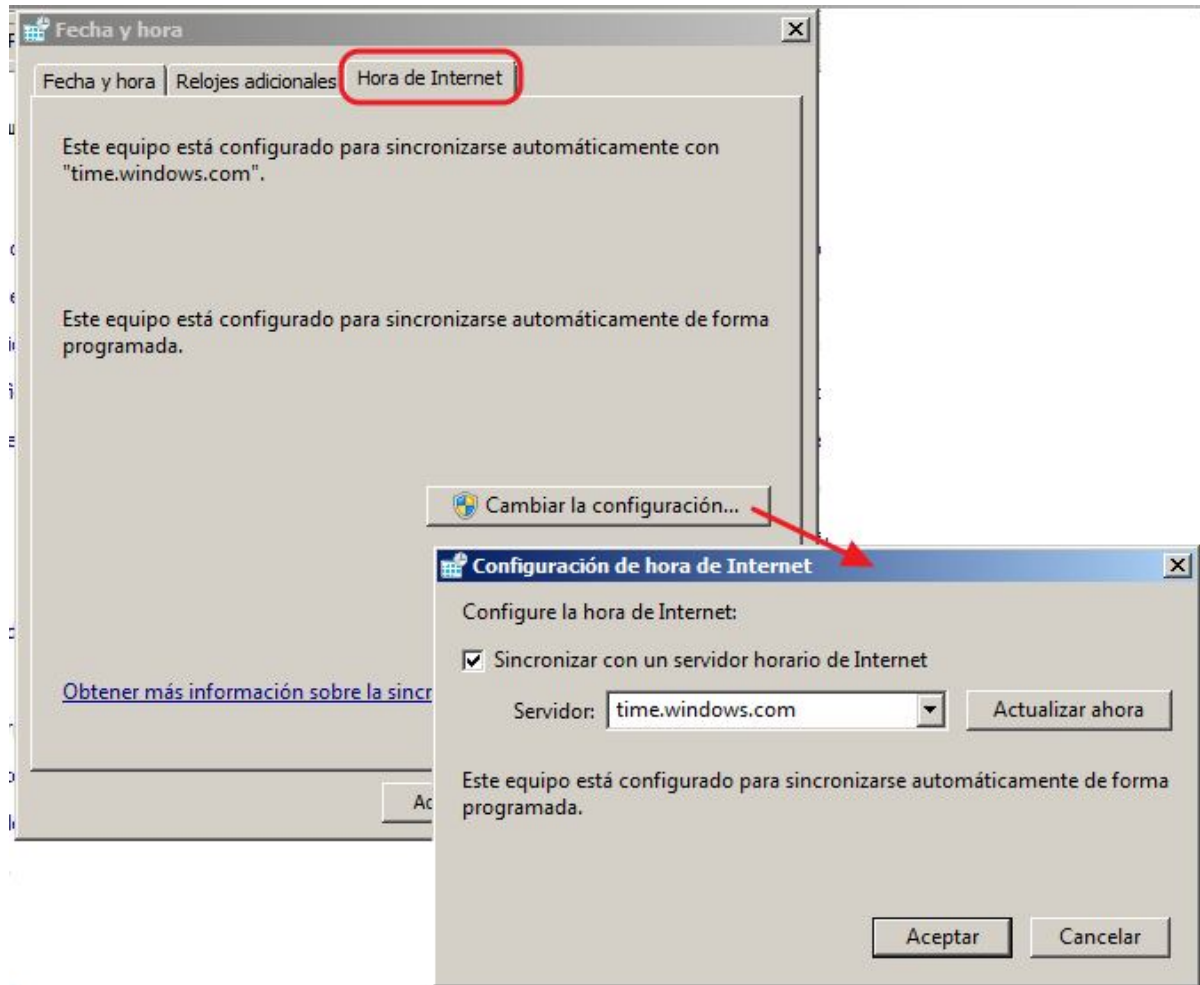 Fecha y hora
Fecha y hora
Relojes adicionales
Hora de Internet
Este equipo está configurado para sincronizarse automáticamente con
"time.windows.com".
Este equipo está configurado para sincronizarse automáticamente de forma
programada.
Cambiar la configuración...
Obtener más información sobre la
Configuración de hora de Internet
Configure la hora de Internet:
Sincronizar con un servidor horario de Internet
Servidor: time.windows.com
Actualizar ahora
Este equipo está configurado para sincronizarse automáticamente de forma
programada.
Aceptar
Cancelar